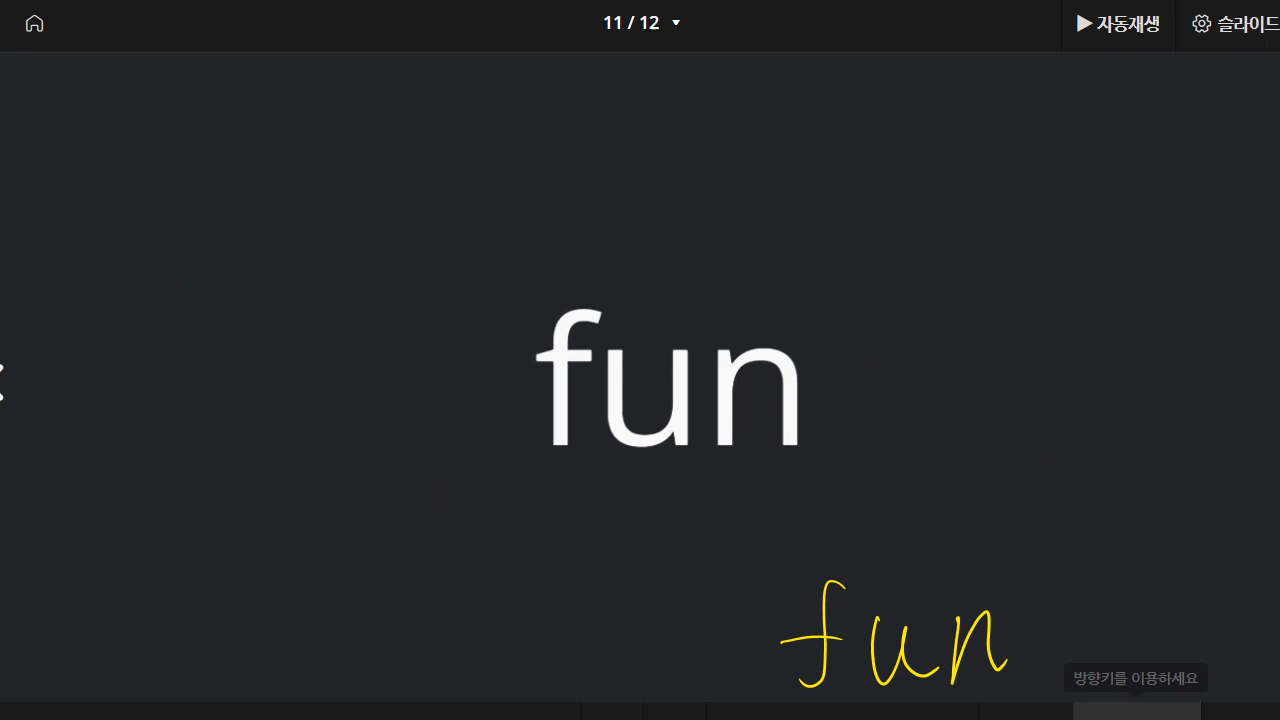 11 / 12
▶ 자동재생
슬라이드
fun
fun
방향키를 이용하세요